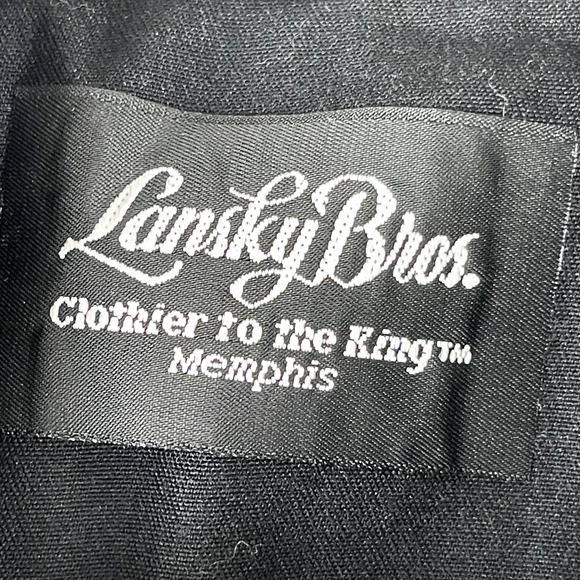 Lansky Bros.
Clothier to the King™
Memphis